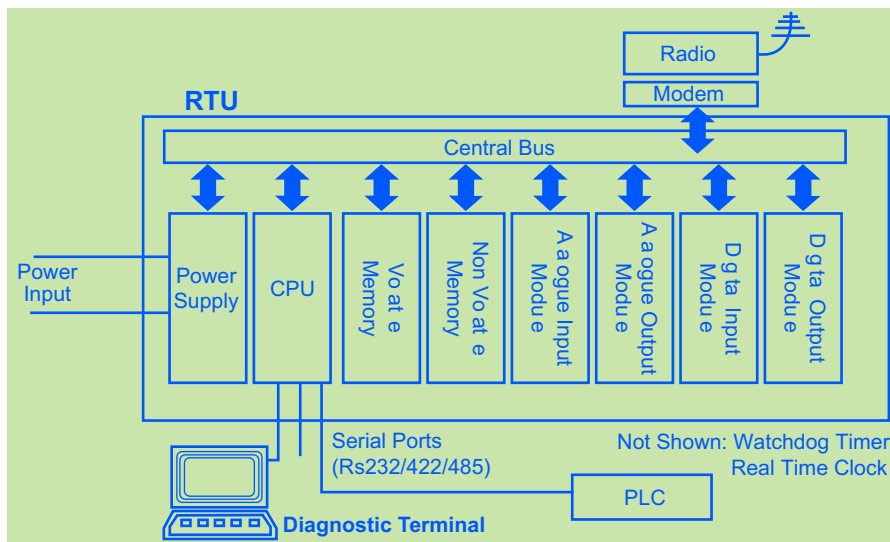 Radio
Modem
RTU
Central Bus
Power
Input
Power
Supply
CPU
Vo at e
Memory
Non Vo at e
Memory
A a ogue Input
Modu e
A a ogue Output
Modu e
D g ta Input
Modu e
D g ta Output
Modu e
Serial Ports
(Rs232/422/485)
Not Shown: Watchdog Timer
Real Time Clock
PLC
Diagnostic Terminal